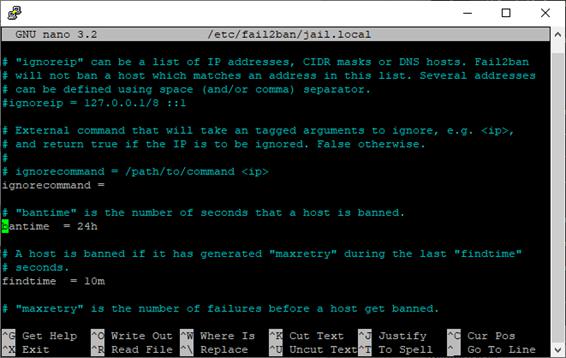 GNU nano 3.2 /etc/fail2ban/jail.local
# "ignoreip" can be a list of IP addresses, CIDR masks or DNS hosts. Fail2ban
# will not ban a host which matches an address in this list. Several addresses
# can be defined using space (and/or comma) separator.
#ignoreip = 127.0.0.1/8 ::1
# External command that will take an tagged arguments to ignore, e.g. <ip>,
# and return true if the IP is to be ignored. False otherwise.
#
# ignorecommand = /path/to/command <ip>
ignorecommand =
# "bantime" is the number of seconds that a host is banned.
bantime  = 24h
# A host is banned if it has generated "maxretry" during the last "findtime"
# seconds.
findtime  = 10m
# "maxretry" is the number of failures before a host get banned.
^G Get Help ^O Write Out ^W Where Is ^K Cut Text ^J Justify ^C Cur Pos
^X Exit ^R Read File ^\ Replace ^U Uncut Text ^T To Spell ^_ Go To Line